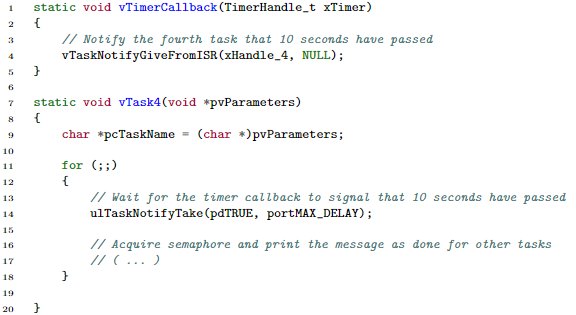 1 static void vTimerCallback(TimerHandle_t xTimer)
2 {
3     // Notify the fourth task that 10 seconds have passed
4     vTaskNotifyGiveFromISR(xHandle_4, NULL);
5 }
6
7 static void vTask4(void *pvParameters)
8 {
9     char *pcTaskName = (char *)pvParameters;
10
11     for (;;)
12     {
13         // Wait for the timer callback to signal that 10 seconds have passed
14         ulTaskNotifyTake(pdTRUE, portMAX_DELAY);
15
16         // Acquire semaphore and print the message as done for other tasks
17         // ( ... )
18     }
19
20 }